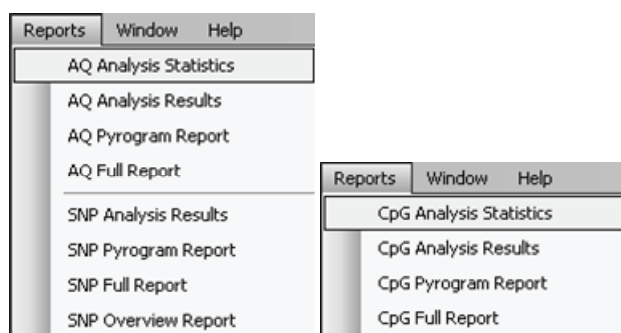 Reports Window Help
AQ Analysis Statistics
AQ Analysis Results
AQ Pyrogram Report
AQ Full Report
SNP Analysis Results
SNP Pyrogram Report
SNP Full Report
SNP Overview Report
Reports Window Help
CpG Analysis Statistics
CpG Analysis Results
CpG Pyrogram Report
CpG Full Report